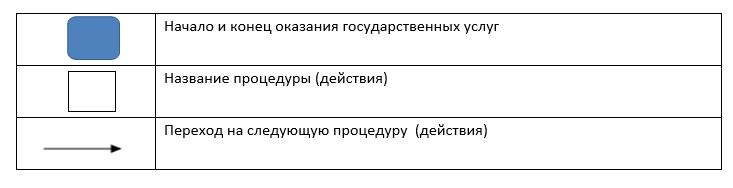 Начало и конец оказания государственных услуг
Название процедуры (действия)
Переход на следующую процедуру (действия)